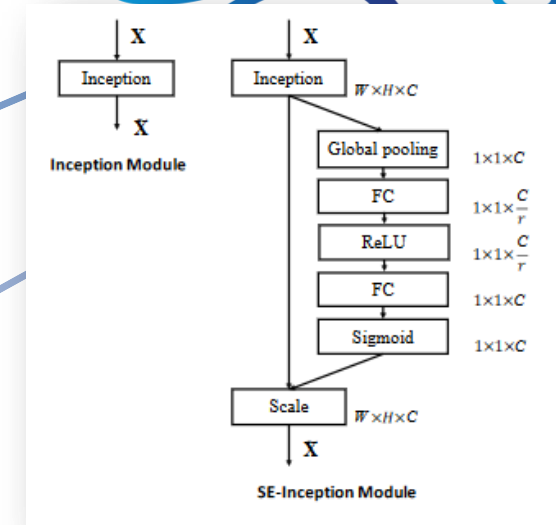 X
Inception
X̃
Inception Module
X
Inception
W×H×C
Global pooling
1×1×C
FC
1×1×C/r
ReLU
1×1×C/r
FC
1×1×C
Sigmoid
1×1×C
Scale
W×H×C
X̃
SE-Inception Module